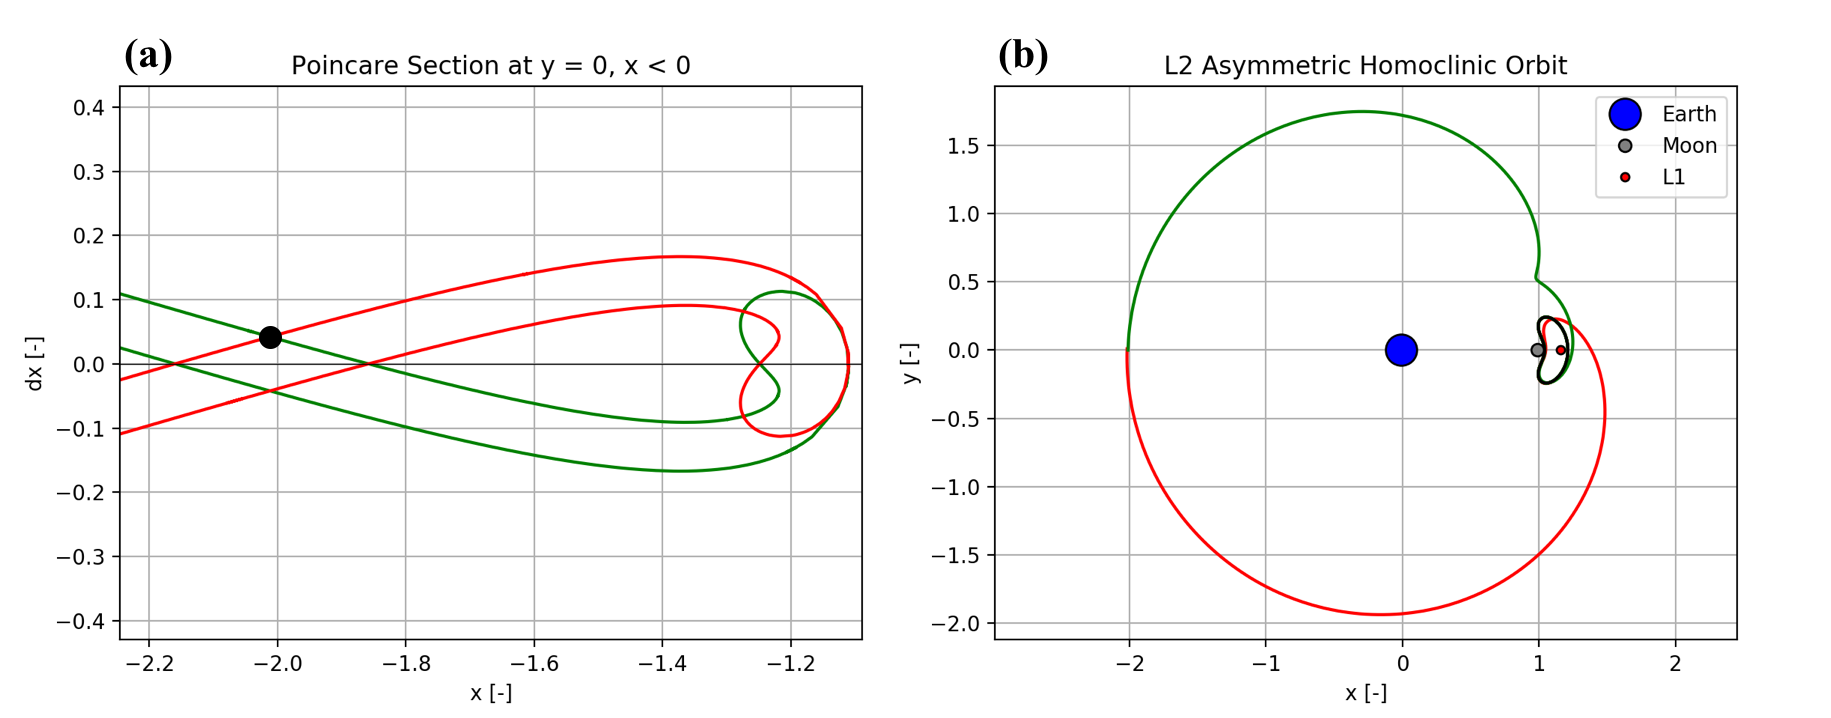 (a)
Poincare Section at y = 0, x < 0
0.4
0.3
0.2
0.1
0.0
−0.1
−0.2
−0.3
−0.4
dx [-]
−2.2 −2.0 −1.8 −1.6 −1.4 −1.2
x [-]
(b)
L2 Asymmetric Homoclinic Orbit
Earth
Moon
L1
1.5
1.0
0.5
0.0
−0.5
−1.0
−1.5
−2.0
y [-]
−2 −1 0 1 2
x [-]